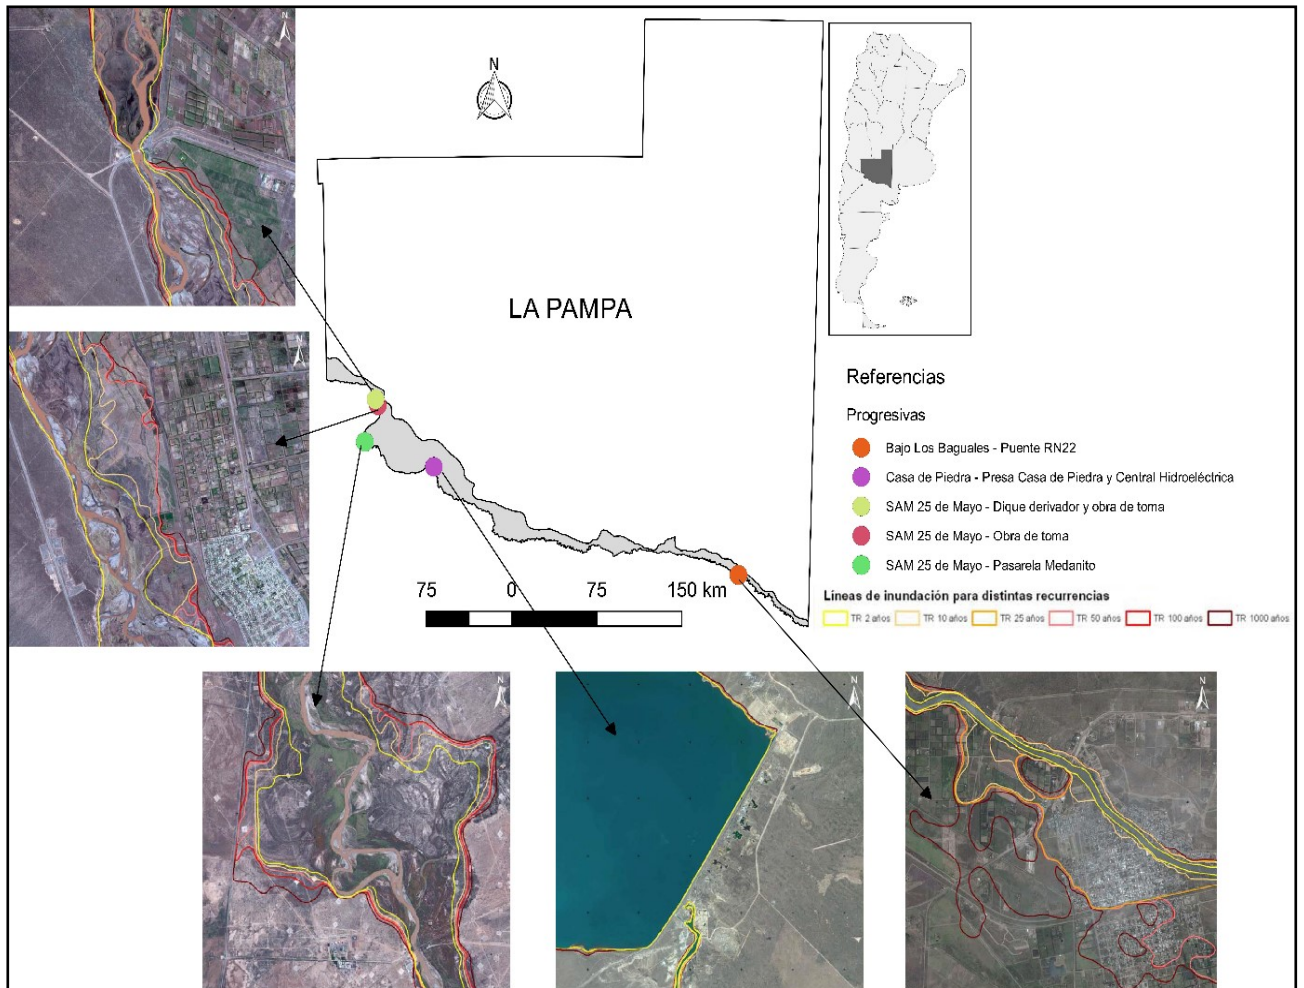 N
N
LA PAMPA
N
Referencias
Progresivas
Bajo Los Baguales - Puente RN22
Casa de Piedra - Presa Casa de Piedra y Central Hidroeléctrica
SAM 25 de Mayo - Dique derivador y obra de toma
SAM 25 de Mayo - Obra de toma
SAM 25 de Mayo - Pasarela Medanito
75 0 75 150 km
Lineas de inundación para distintas recurrencias
TR 2 años TR 10 años TR 25 años TR 50 años TR 100 años TR 1000 años
N
N
N